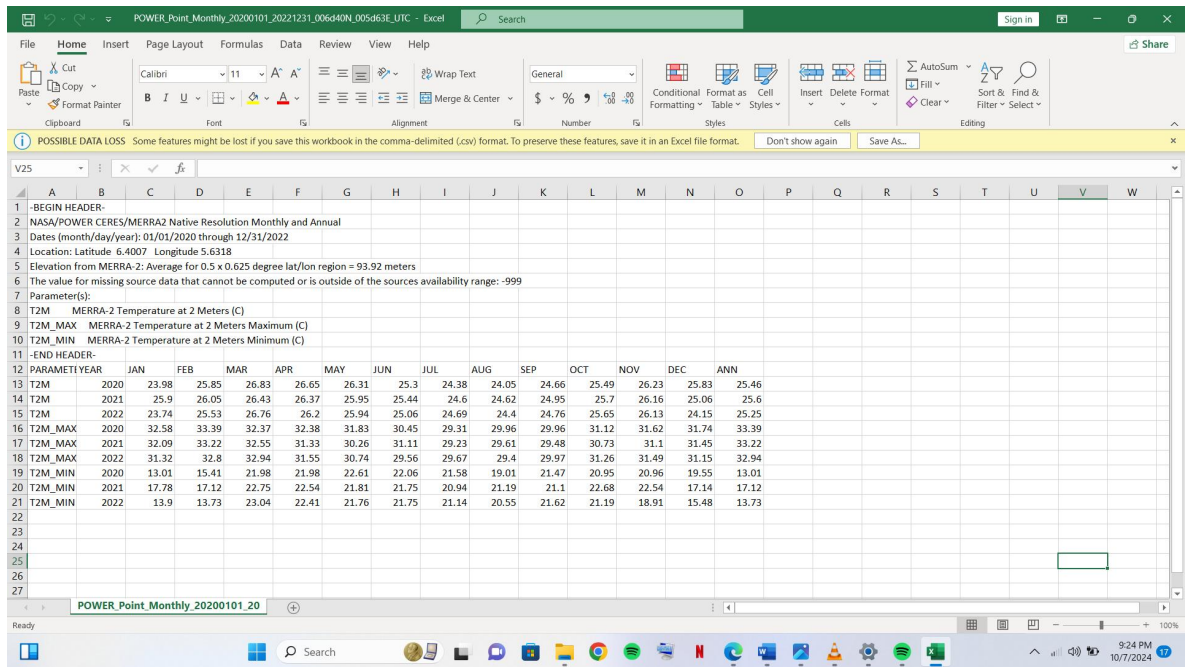 POWER_Point_Monthly_20200101_20221231_006d40N_005d63E_UTC - Excel Search Sign in
File Home Insert Page Layout Formulas Data Review View Help Share
Paste Cut Copy Format Painter
Calibri 11 A A
B I U A
Wrap Text
Merge & Center
General
$ % 9
Conditional Formatting Format as Table Cell Styles
Insert Delete Format
AutoSum Fill Clear
Sort & Filter Find & Select
Clipboard Font Alignment Number Styles Cells Editing
POSSIBLE DATA LOSS Some features might be lost if you save this workbook in the comma-delimited (.csv) format. To preserve these features, save it in an Excel file format. Don't show again Save As...
V25 fx
A B C D E F G H I J K L M N O P Q R S T U V W
1 -BEGIN HEADER-
2 NASA/POWER CERES/MERRA2 Native Resolution Monthly and Annual
3 Dates (month/day/year): 01/01/2020 through 12/31/2022
4 Location: Latitude 6.4007 Longitude 5.6318
5 Elevation from MERRA-2: Average for 0.5 x 0.625 degree lat/lon region = 93.92 meters
6 The value for missing source data that cannot be computed or is outside of the sources availability range: -999
7 Parameter(s):
8 T2M MERRA-2 Temperature at 2 Meters (C)
9 T2M_MAX MERRA-2 Temperature at 2 Meters Maximum (C)
10 T2M_MIN MERRA-2 Temperature at 2 Meters Minimum (C)
11 -END HEADER-
12 PARAMETE YEAR JAN FEB MAR APR MAY JUN JUL AUG SEP OCT NOV DEC ANN
13 T2M 2020 23.98 25.85 26.83 26.65 26.31 25.3 24.38 24.05 24.66 25.49 26.23 25.83 25.46
14 T2M 2021 25.9 26.05 26.43 26.37 25.95 25.44 24.6 24.62 24.95 25.7 26.16 25.06 25.6
15 T2M 2022 23.74 25.53 26.76 26.2 25.94 25.06 24.69 24.4 24.76 25.65 26.13 24.15 25.25
16 T2M_MAX 2020 32.58 33.39 32.37 32.38 31.83 30.45 29.31 29.96 29.96 31.12 31.62 31.74 33.39
17 T2M_MAX 2021 32.09 33.22 32.55 31.33 30.26 31.11 29.23 29.61 29.48 30.73 31.1 31.45 33.22
18 T2M_MAX 2022 31.32 32.8 32.94 31.55 30.74 29.56 29.67 29.4 29.97 31.26 31.49 31.15 32.94
19 T2M_MIN 2020 13.01 15.41 21.98 21.98 22.61 22.06 21.58 19.01 21.47 20.95 20.96 19.55 13.01
20 T2M_MIN 2021 17.78 17.12 22.75 22.54 21.81 21.75 20.94 21.19 21.1 22.68 22.54 17.14 17.12
21 T2M_MIN 2022 13.9 13.73 23.04 22.41 21.76 21.75 21.14 20.55 21.62 21.19 18.91 15.48 13.73
22
23
24
25
26
27
POWER_Point_Monthly_20200101_20
Ready 100%
Search 9:24 PM
10/7/2024 17